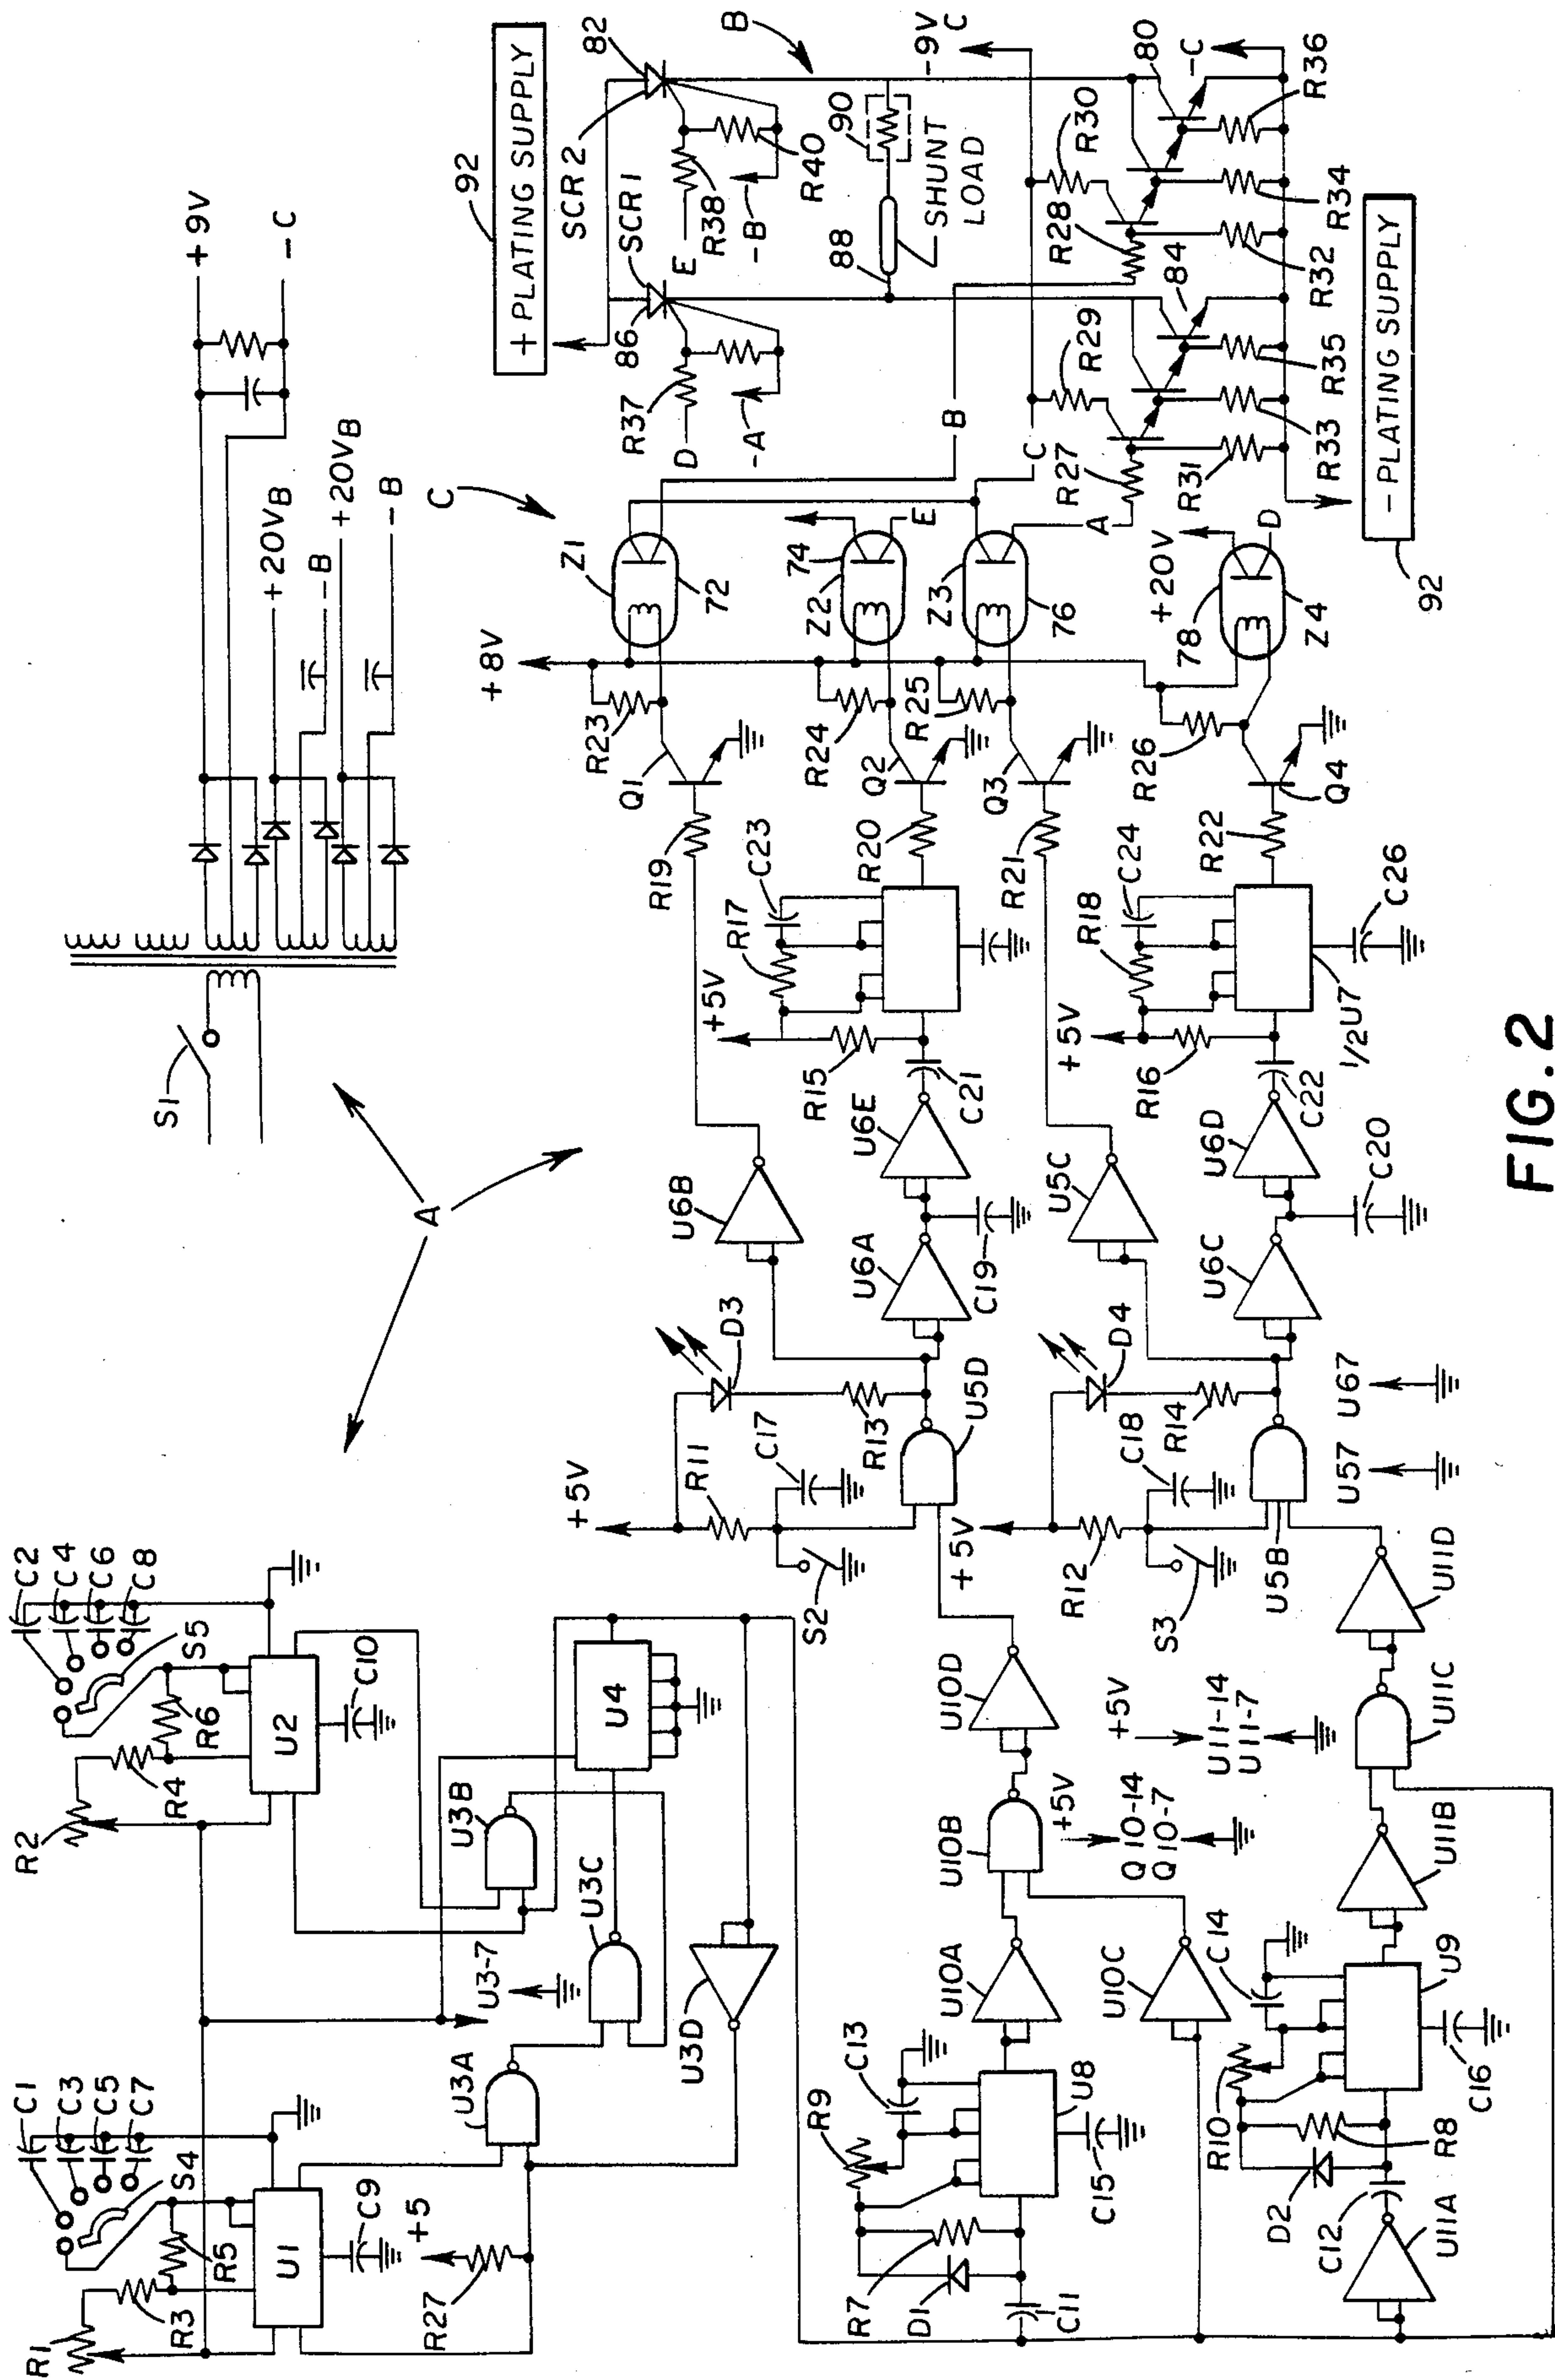 S1
+9V
-C
+20VB
-B
+20VB
-B
A
C
+ PLATING SUPPLY
92
SCR 2
82
SCR 1
86
B
E
R38
-B
R40
D
R37
-A
88
90
SHUNT
LOAD
-9V
C
R30
R28
R29
R27
80
-C
84
R36
R34
R32
R35
R33
R31
- PLATING SUPPLY
92
B
C
A
+8V
Z1
72
R23
Q1
R19
74
Z2
E
R24
Q2
R20
Z3
76
R25
Q3
R21
+20V
78
Z4
D
R26
Q4
R22
C23
R17
+5V
R15
C21
C24
R18
+5V
R16
C22
1/2U7
C26
U6B
U6E
U6A
C19
U5C
U6D
U6C
C20
+5V
R11
C17
D3
R13
U5D
S2
+5V
R12
C18
D4
R14
U5B
S3
U57
U67
R1
R3
R5
S4
C1
C3
C5
C7
U1
C9
+5
R27
R2
R4
R6
S5
C2
C4
C6
C8
U2
C10
U3A
U3B
U3C
U3D
U3-7
U4
R9
C13
R7
D1
C11
U8
C15
U10A
U10B
U10C
U10D
+5V
Q10-14
Q10-7
+5V
U11-14
U11-7
R10
C14
D2
R8
C12
U9
C16
U11A
U11B
U11C
U11D
FIG. 2